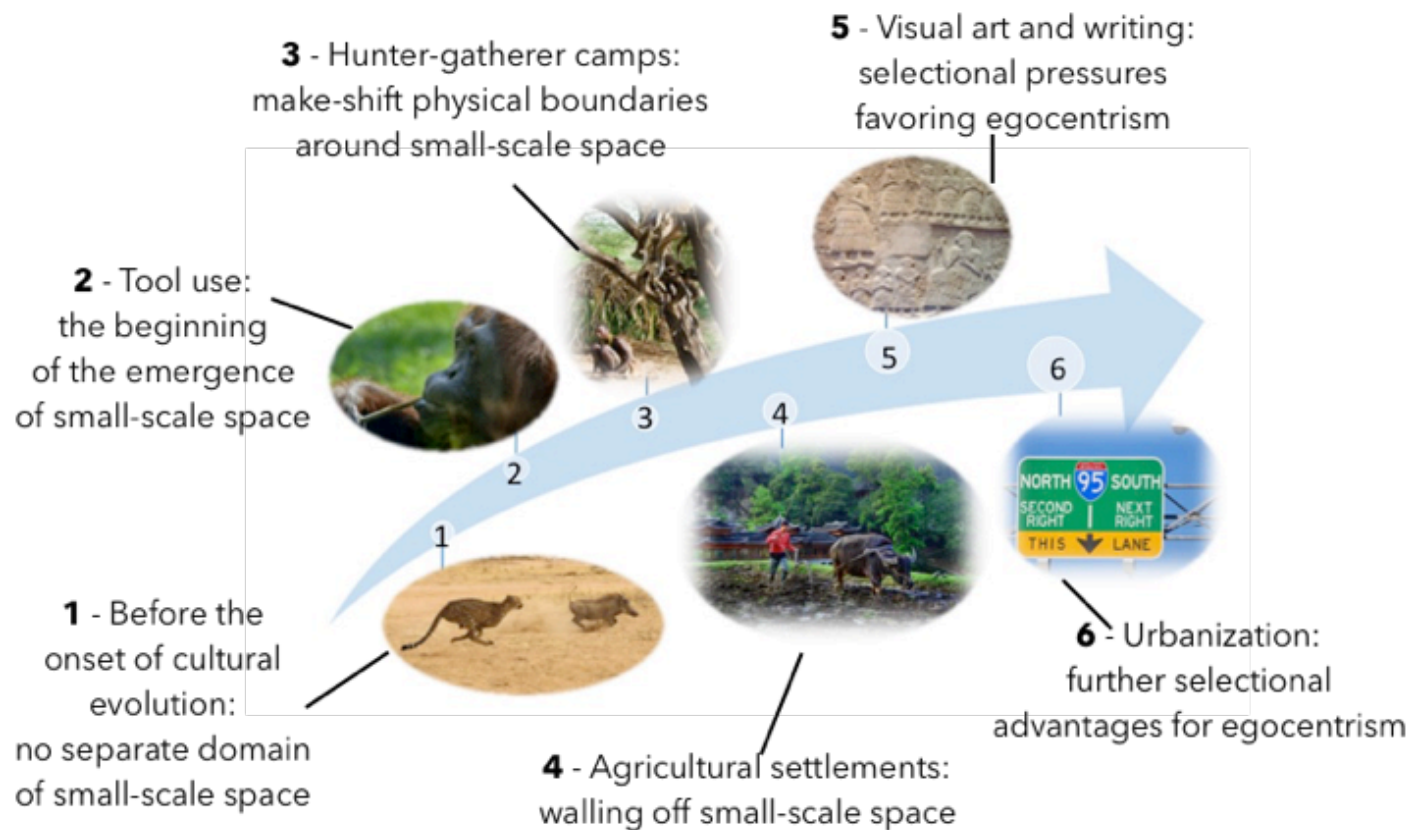 3 - Hunter-gatherer camps:
make-shift physical boundaries
around small-scale space
5 - Visual art and writing:
selectional pressures
favoring egocentrism
2 - Tool use:
the beginning
of the emergence
of small-scale space
1
2
3
4
5
6
NORTH 95 SOUTH
SECOND RIGHT
NEXT RIGHT
THIS LANE
1 - Before the
onset of cultural
evolution:
no separate domain
of small-scale space
4 - Agricultural settlements:
walling off small-scale space
6 - Urbanization:
further selectional
advantages for egocentrism